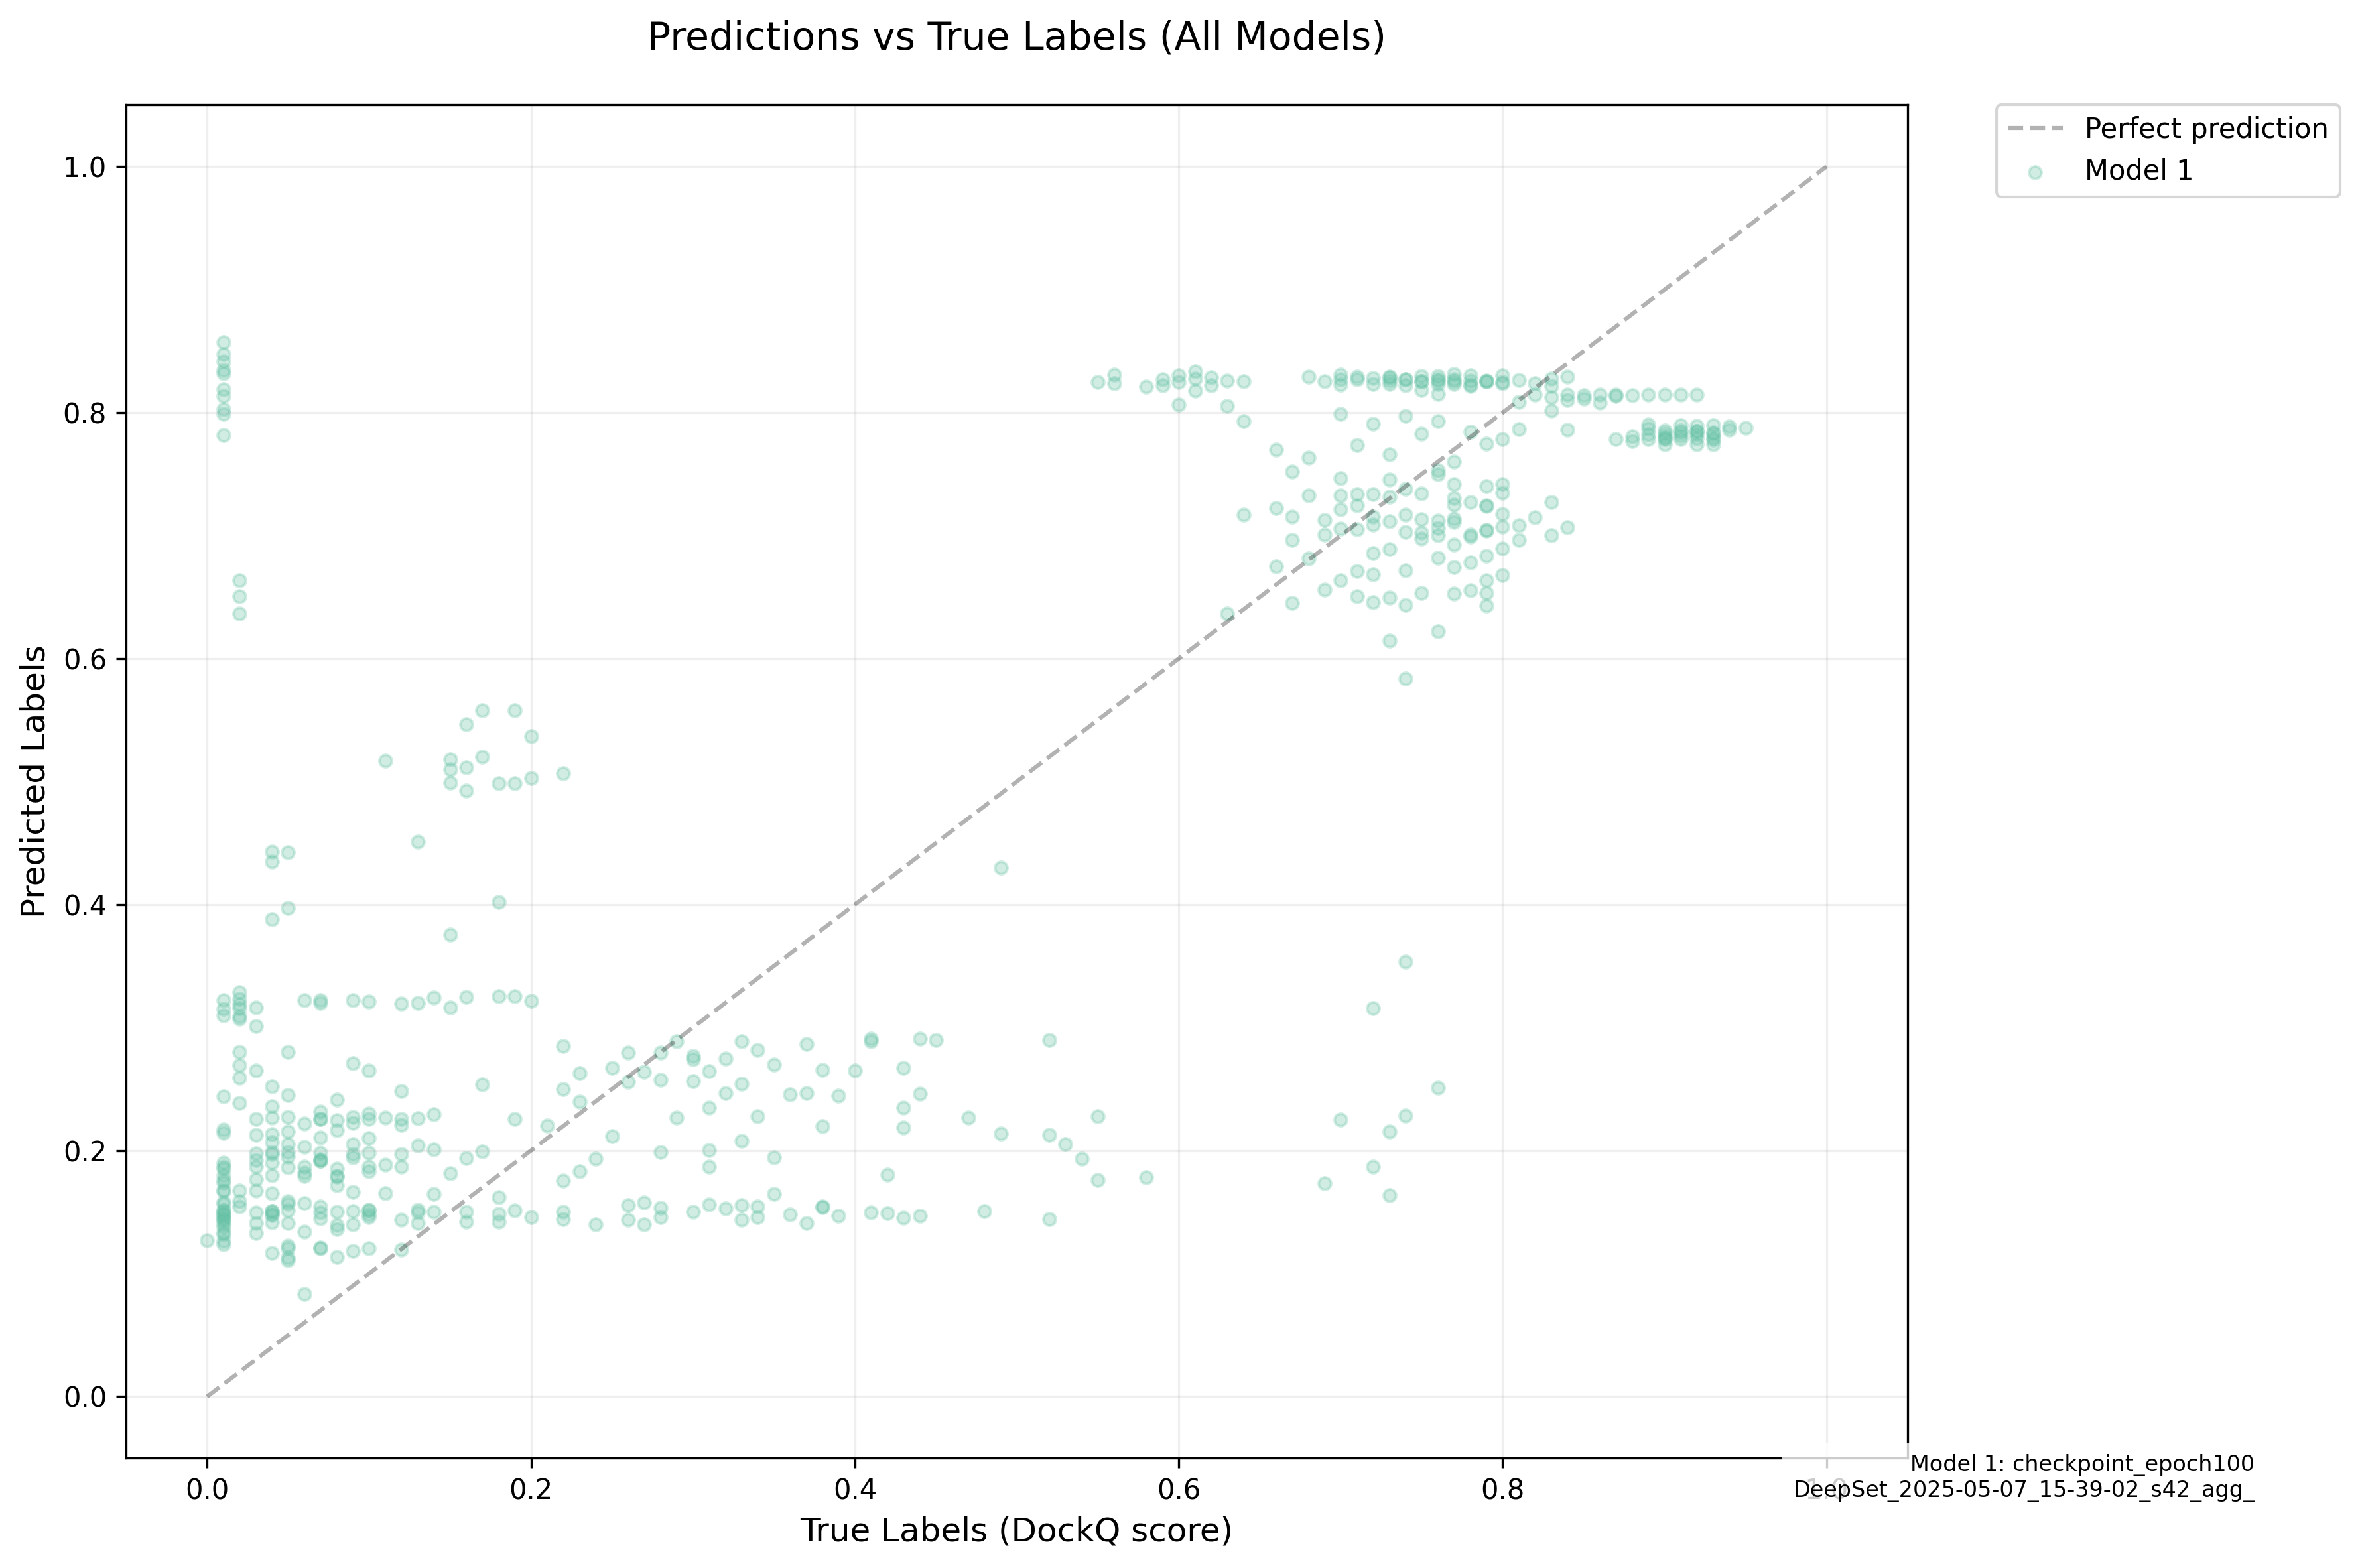 Predictions vs True Labels (All Models)
Perfect prediction
Model 1
1.0
0.8
0.6
0.4
0.2
0.0
Predicted Labels
0.0
0.2
0.4
0.6
0.8
1.0
True Labels (DockQ score)
Model 1: checkpoint_epoch100
DeepSet_2025-05-07_15-39-02_s42_agg_